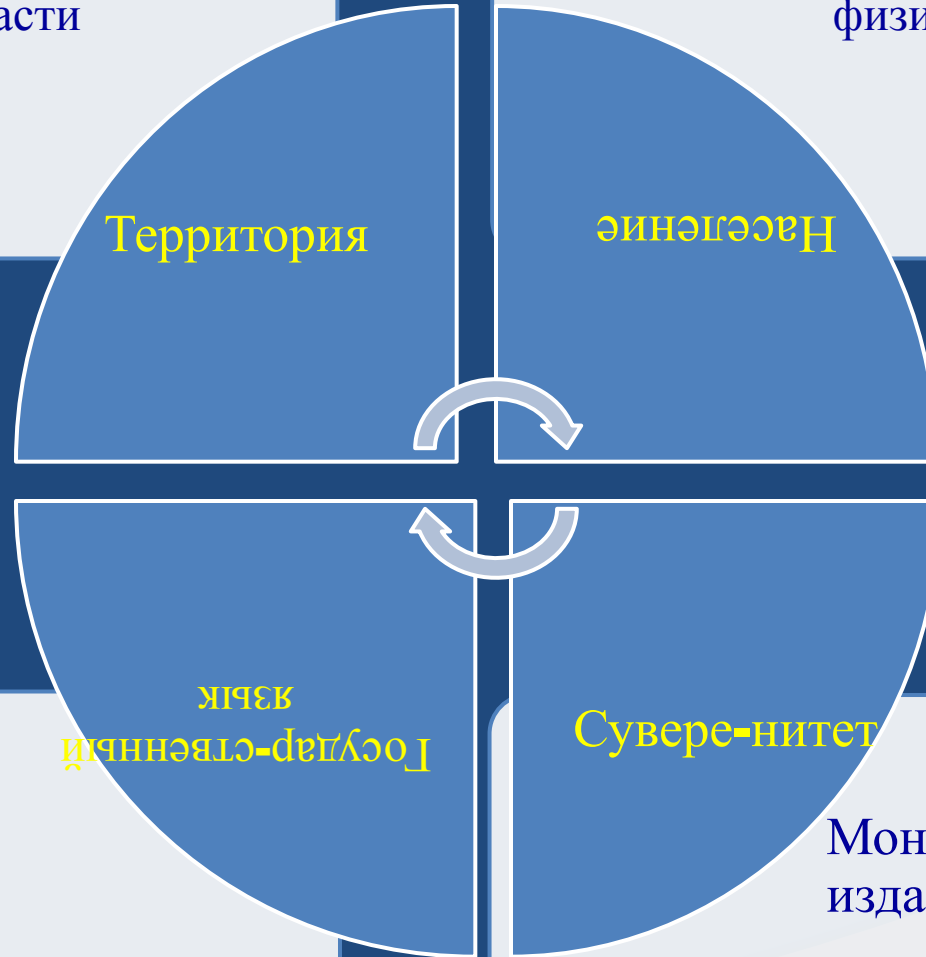 асти
физи
Территория
Население
Государ-ственный
язык
Сувере-нитет
Мон
изда